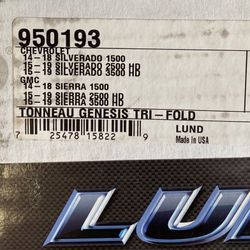 950193
CHEVROLET
14 - 18 SILVERADO 1500
15 - 19 SILVERADO 2500 HD
15 - 19 SILVERADO 3500 HD
GMC
14 - 18 SIERRA 1500
15 - 19 SIERRA 2500 HD
15 - 19 SIERRA 3500 HD
TONNEAU GENESIS TRI - FOLD
LUND
Made In USA
7 25478 15822 9
LUN